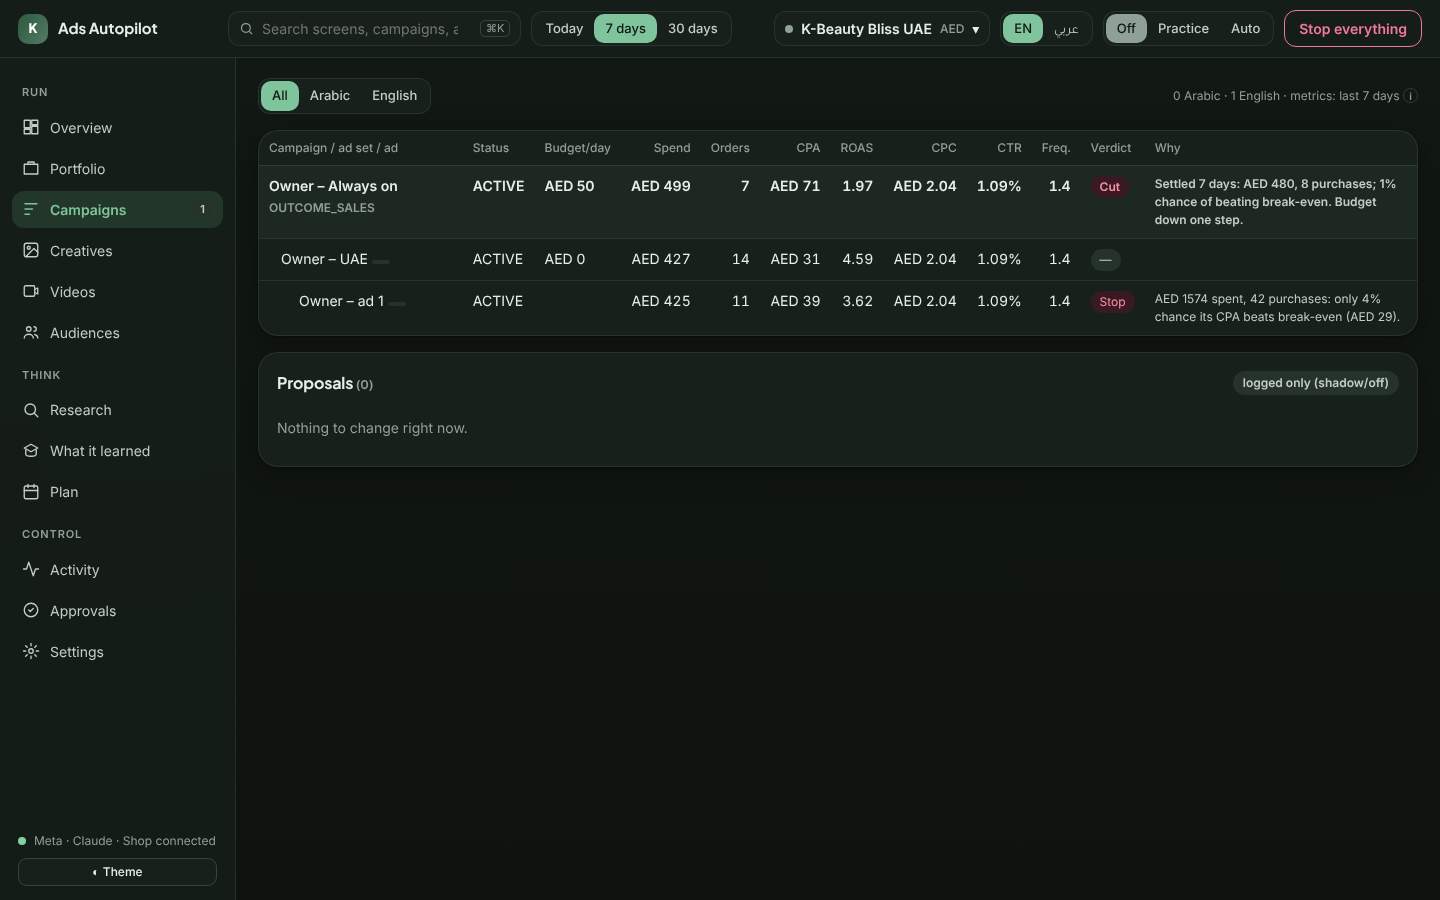 K Ads Autopilot
Search screens, campaigns, a ⌘K
Today 7 days 30 days
K-Beauty Bliss UAE AED ▾
EN عربي
Off Practice Auto
Stop everything
RUN
Overview
Portfolio
Campaigns 1
Creatives
Videos
Audiences
THINK
Research
What it learned
Plan
CONTROL
Activity
Approvals
Settings
Meta · Claude · Shop connected
Theme
All Arabic English
0 Arabic · 1 English · metrics: last 7 days i
Campaign / ad set / ad Status Budget/day Spend Orders CPA ROAS CPC CTR Freq. Verdict Why
Owner – Always on ACTIVE AED 50 AED 499 7 AED 71 1.97 AED 2.04 1.09% 1.4 Cut Settled 7 days: AED 480, 8 purchases; 1%
OUTCOME_SALES chance of beating break-even. Budget
down one step.
Owner – UAE ACTIVE AED 0 AED 427 14 AED 31 4.59 AED 2.04 1.09% 1.4 —
Owner – ad 1 ACTIVE AED 425 11 AED 39 3.62 AED 2.04 1.09% 1.4 Stop AED 1574 spent, 42 purchases: only 4%
chance its CPA beats break-even (AED 29).
Proposals (0) logged only (shadow/off)
Nothing to change right now.